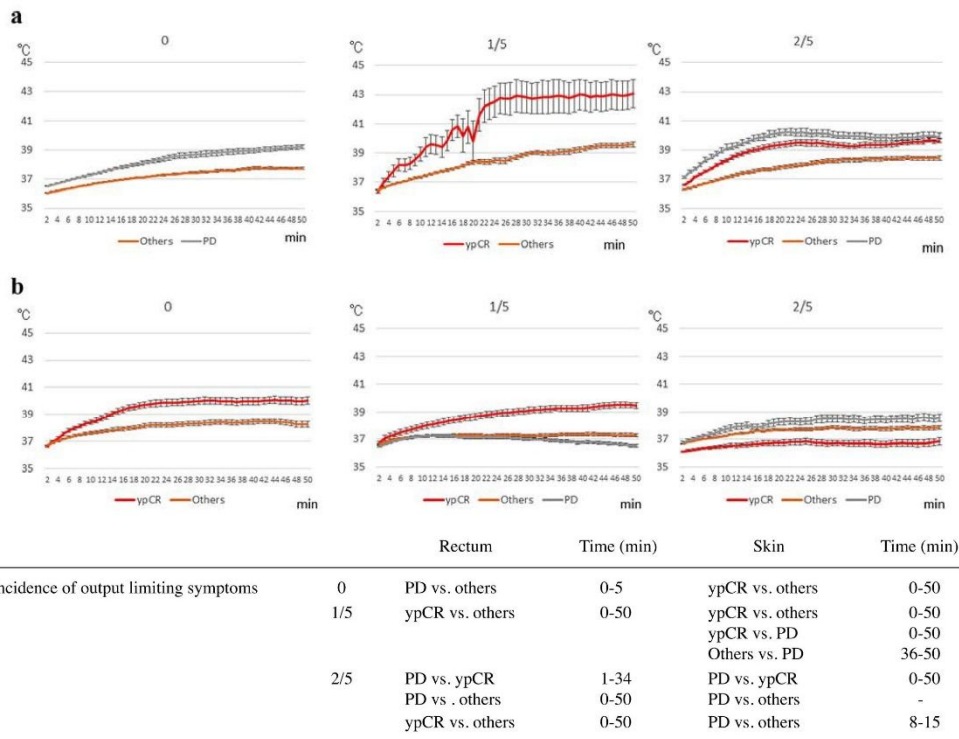 a
0
1/5
2/5
°C
°C
°C
45
43
41
39
37
35
45
43
41
39
37
35
45
43
41
39
37
35
2 4 6 8 10 12 14 16 18 20 22 24 26 28 30 32 34 36 38 40 42 44 46 48 50
2 4 6 8 10 12 14 16 18 20 22 24 26 28 30 32 34 36 38 40 42 44 46 48 50
2 4 6 8 10 12 14 16 18 20 22 24 26 28 30 32 34 36 38 40 42 44 46 48 50
Others PD min
ypCR Others min
ypCR Others PD min
b
0
1/5
2/5
°C
°C
°C
45
43
41
39
37
35
45
43
41
39
37
35
45
43
41
39
37
35
2 4 6 8 10 12 14 16 18 20 22 24 26 28 30 32 34 36 38 40 42 44 46 48 50
2 4 6 8 10 12 14 16 18 20 22 24 26 28 30 32 34 36 38 40 42 44 46 48 50
2 4 6 8 10 12 14 16 18 20 22 24 26 28 30 32 34 36 38 40 42 44 46 48 50
ypCR Others min
ypCR Others PD min
ypCR Others PD min
Rectum Time (min) Skin Time (min)
ncidence of output limiting symptoms 0 PD vs. others 0-5 ypCR vs. others 0-50
1/5 ypCR vs. others 0-50 ypCR vs. others 0-50
ypCR vs. PD 0-50
Others vs. PD 36-50
2/5 PD vs. ypCR 1-34 PD vs. ypCR 0-50
PD vs . others 0-50 PD vs. others -
ypCR vs. others 0-50 PD vs. others 8-15